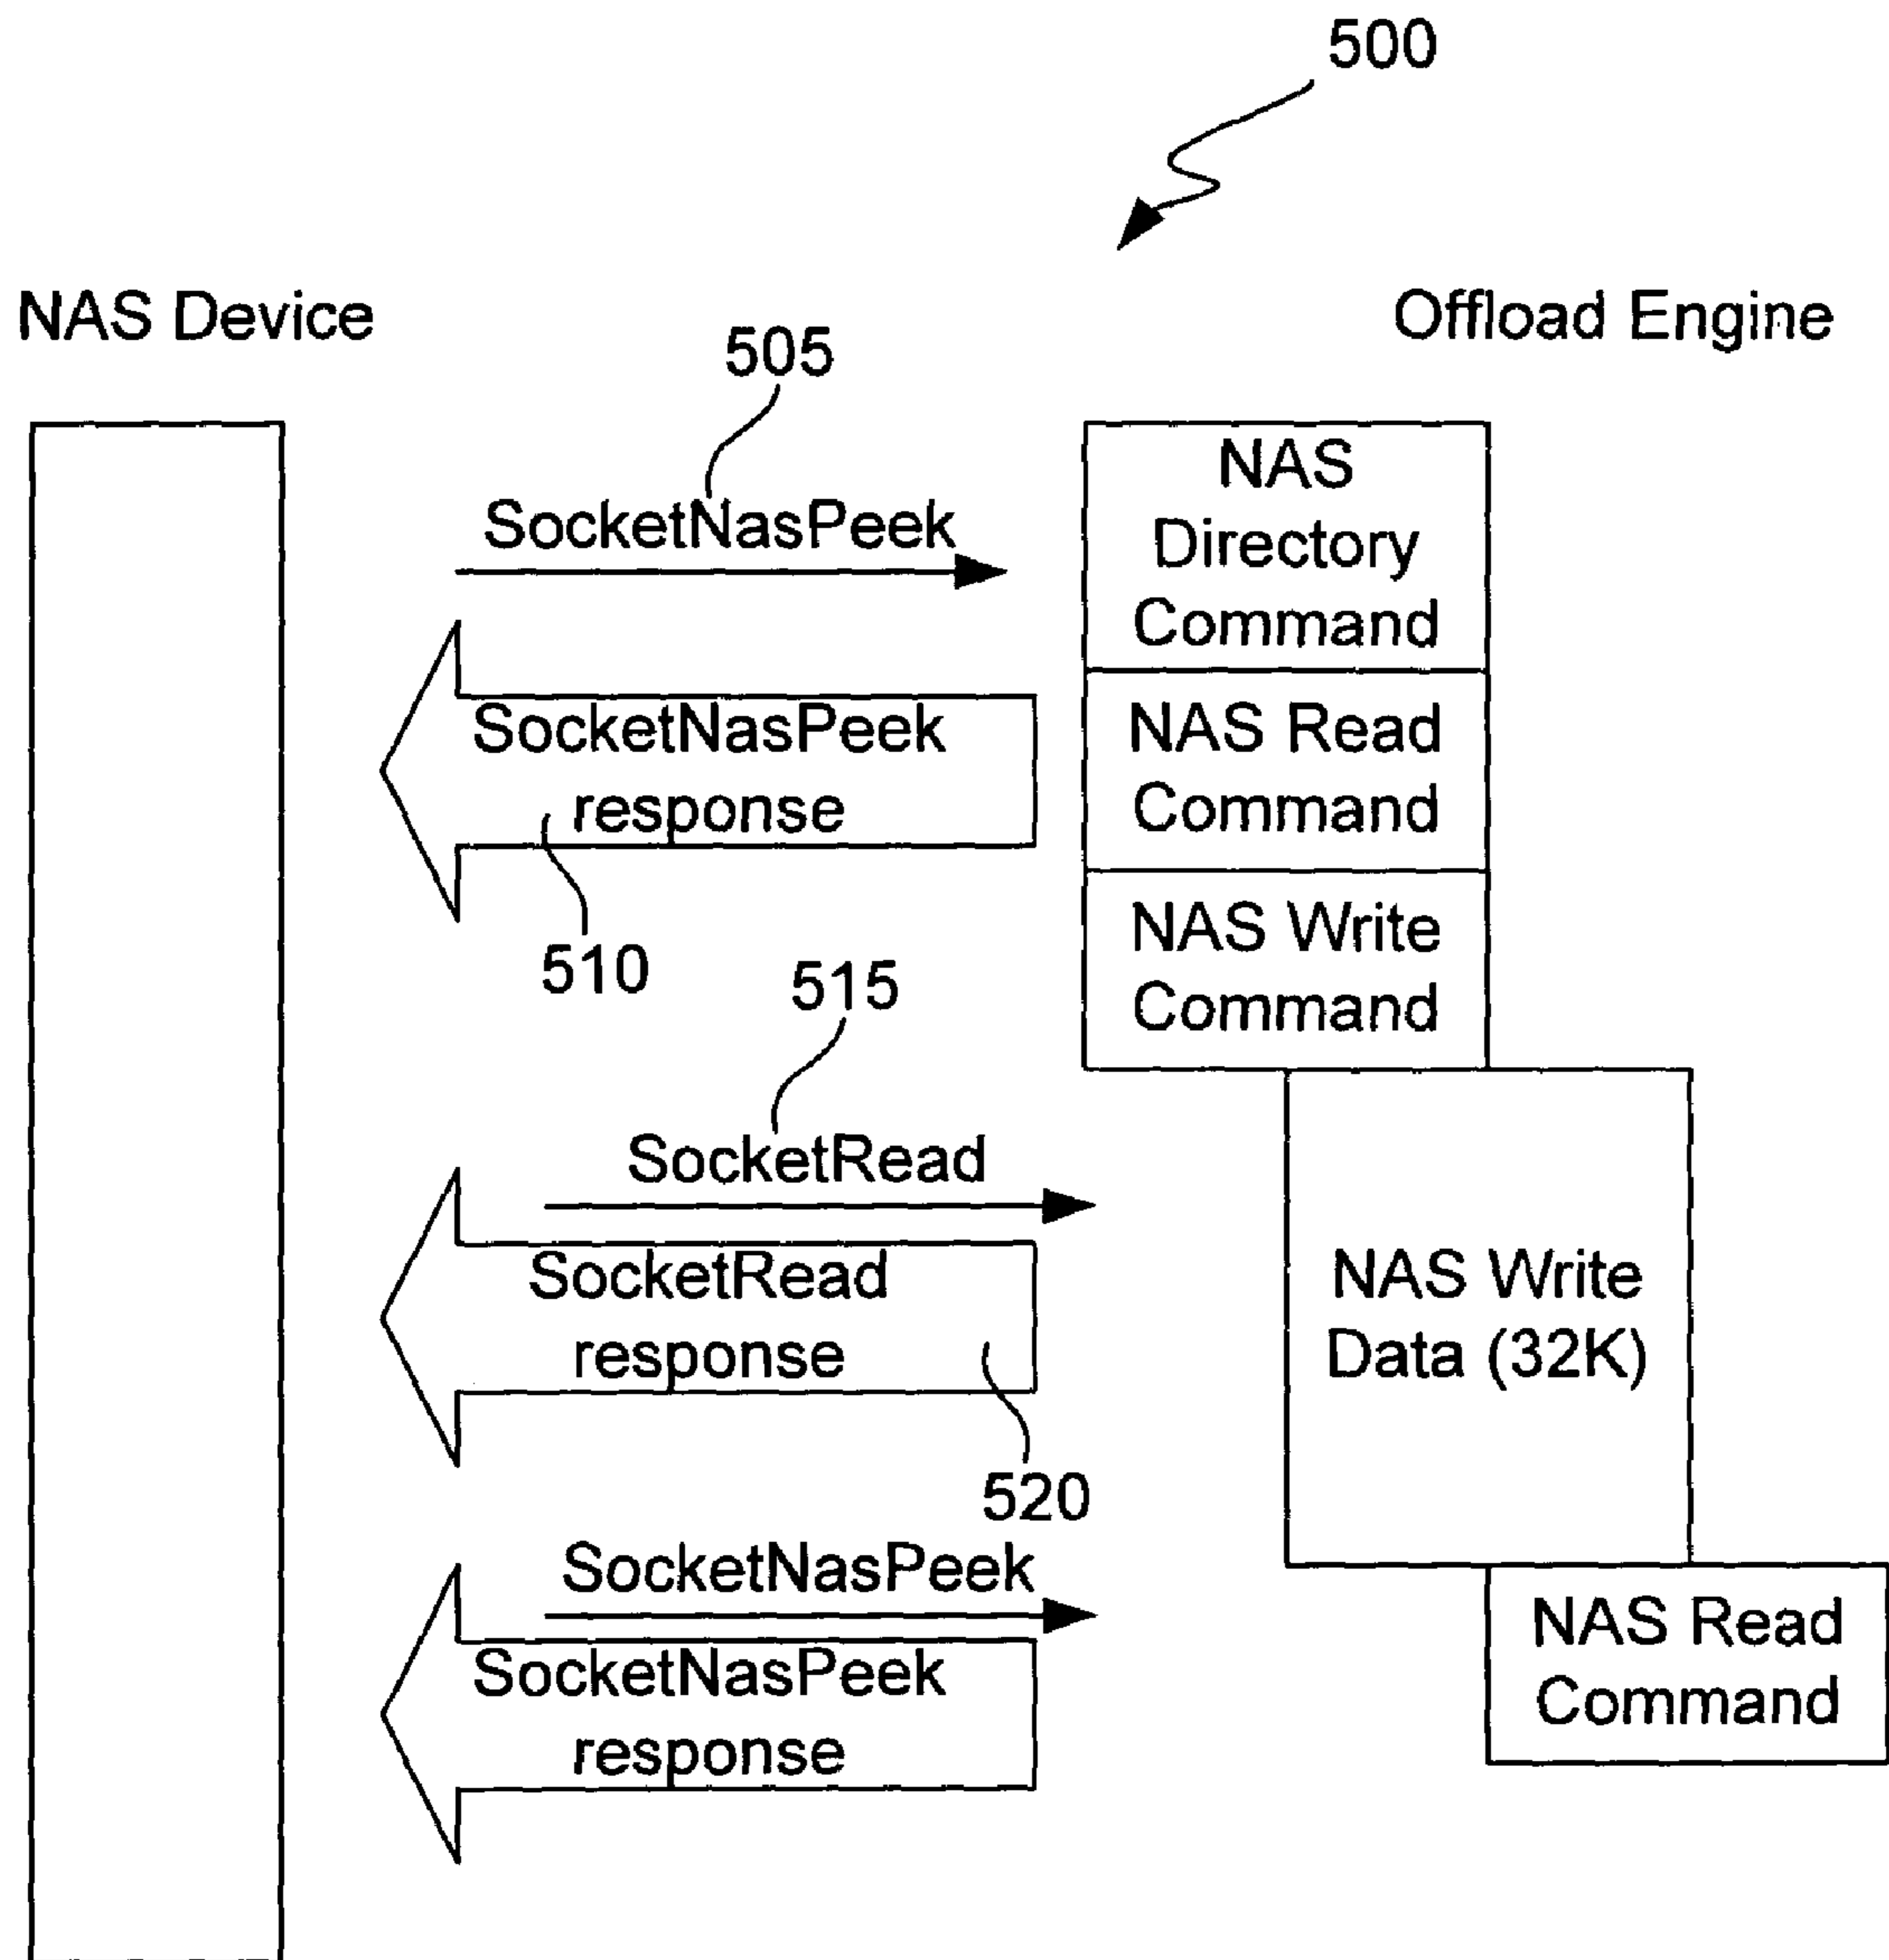 500
NAS Device
Offload Engine
505
SocketNasPeek
NAS
Directory
Command
SocketNasPeek
response
510
NAS Read
Command
NAS Write
Command
515
SocketRead
SocketRead
response
520
NAS Write
Data (32K)
SocketNasPeek
SocketNasPeek
response
NAS Read
Command